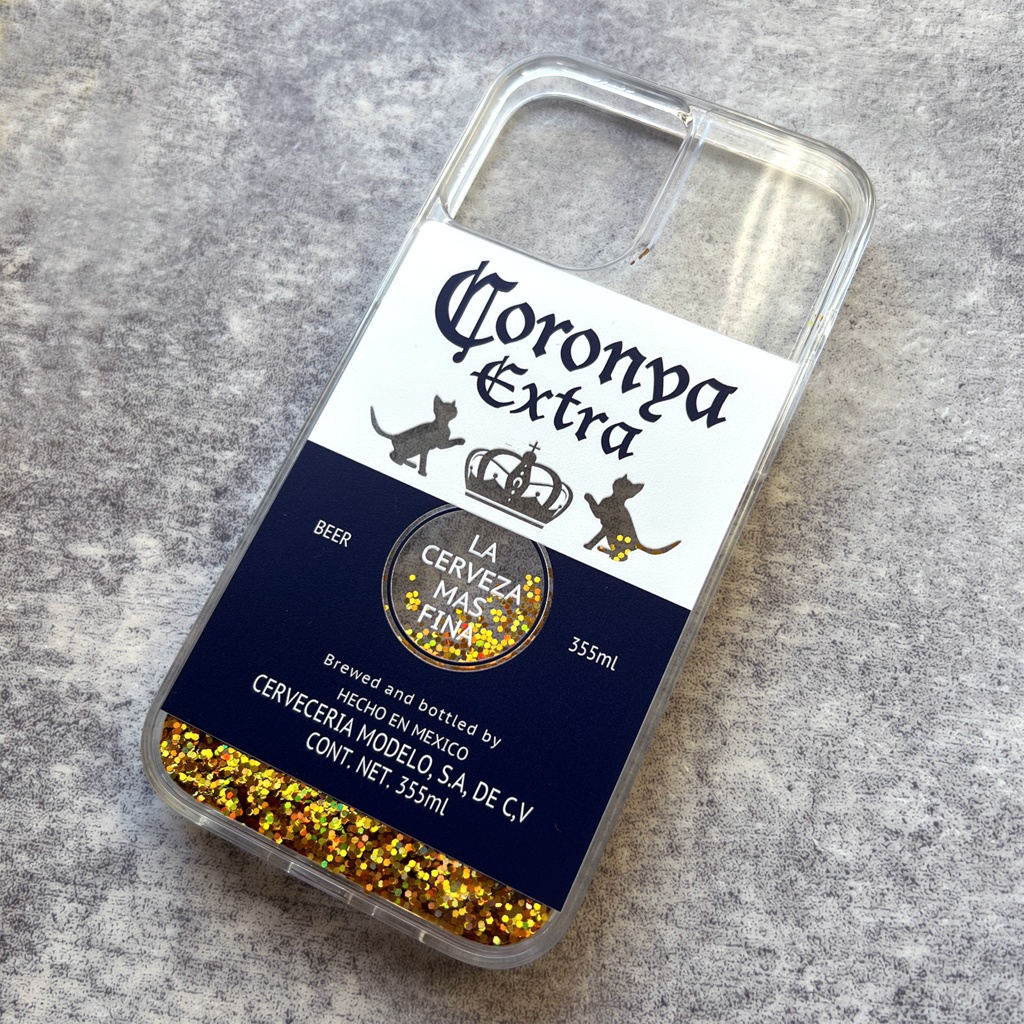 Coronya
Extra
BEER
LA
CERVEZA
MAS
FINA
355ml
Brewed and bottled by
HECHO EN MEXICO
CERVECERIA MODELO, S.A, DE C,V
CONT. NET. 355ml